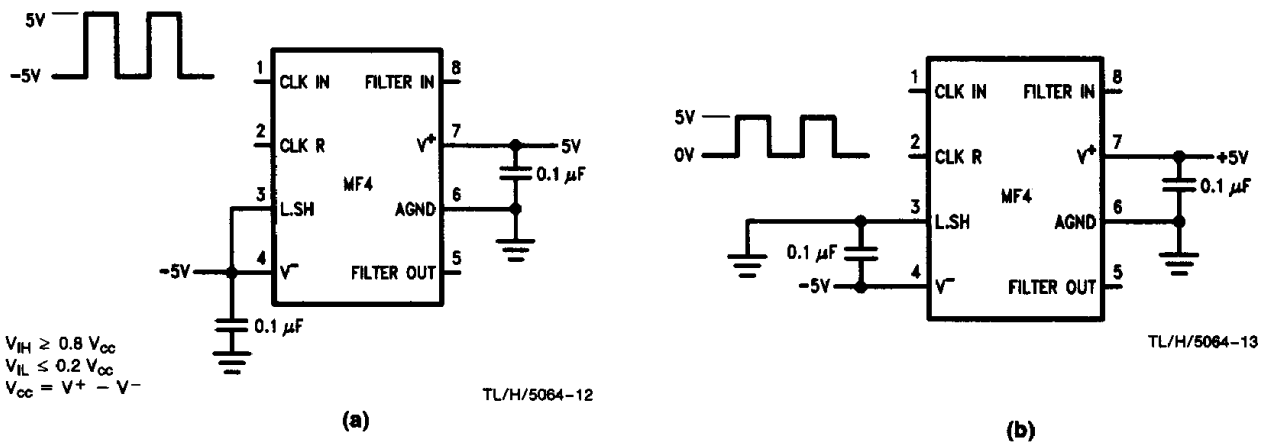 5V
-5V
1 CLK IN FILTER IN 8
2 CLK R V+ 7 5V
0.1 μF
MF4
3 L.SH AGND 6
-5V 4 V− FILTER OUT 5
0.1 μF
VIH ≥ 0.8 Vcc
VIL ≤ 0.2 Vcc
Vcc = V+ − V−
TL/H/5064-12
(a)
1 CLK IN FILTER IN 8
5V
0V
2 CLK R V+ 7 +5V
0.1 μF
MF4
3 L.SH AGND 6
0.1 μF
-5V 4 V− FILTER OUT 5
TL/H/5064-13
(b)